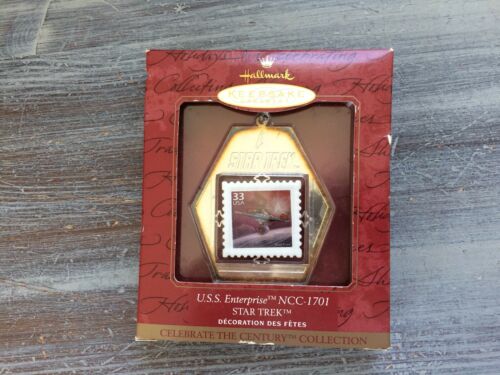 Hallmark
KEEPSAKE
STAR TREK
33
USA
U.S.S. Enterprise™ NCC-1701
STAR TREK™
DÉCORATION DES FÊTES
CELEBRATE THE CENTURY™ COLLECTION